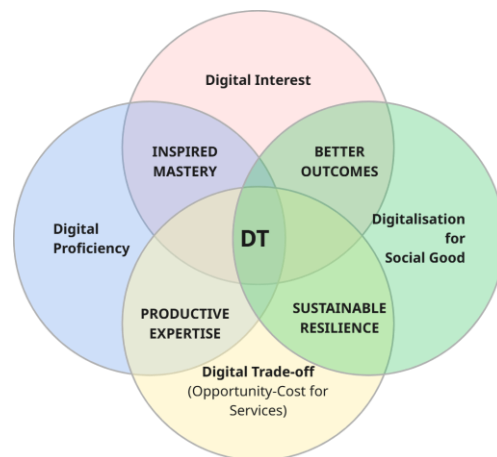 Digital Interest
INSPIRED
MASTERY
BETTER
OUTCOMES
Digital
Proficiency
DT
Digitalisation
for
Social Good
PRODUCTIVE
EXPERTISE
SUSTAINABLE
RESILIENCE
Digital Trade-off
(Opportunity-Cost for
Services)